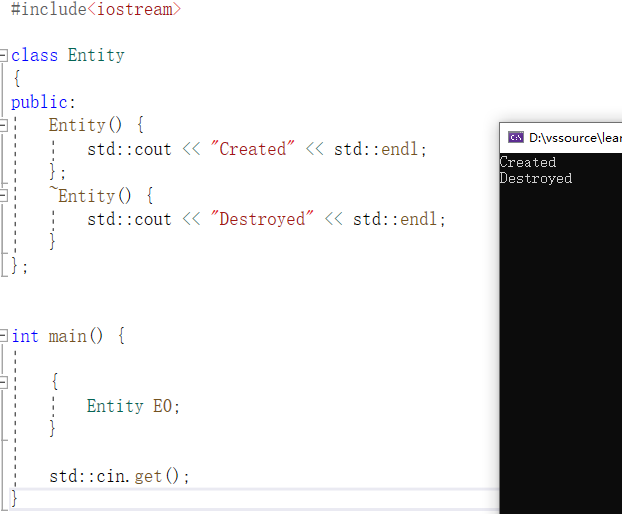 #include<iostream>
class Entity
{
public:
    Entity() {
        std::cout << "Created" << std::endl;
    };
    ~Entity() {
        std::cout << "Destroyed" << std::endl;
    }
};
int main() {
    {
        Entity E0;
    }
    std::cin.get();
}
D:\vssource\lear
Created
Destroyed